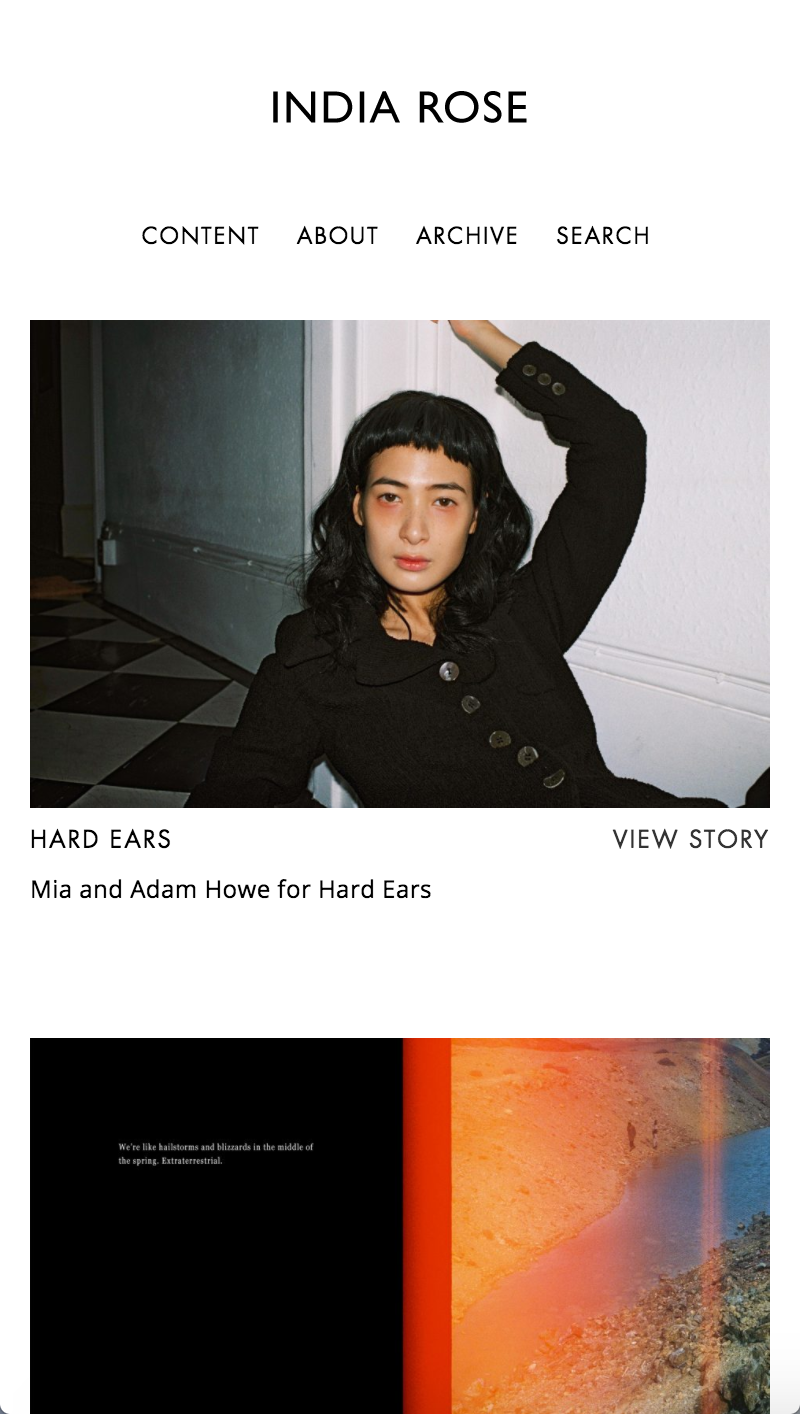 INDIA ROSE
CONTENT ABOUT ARCHIVE SEARCH
HARD EARS VIEW STORY
Mia and Adam Howe for Hard Ears
We're like hailstorms and blizzards in the middle of
the spring. Extraterrestrial.